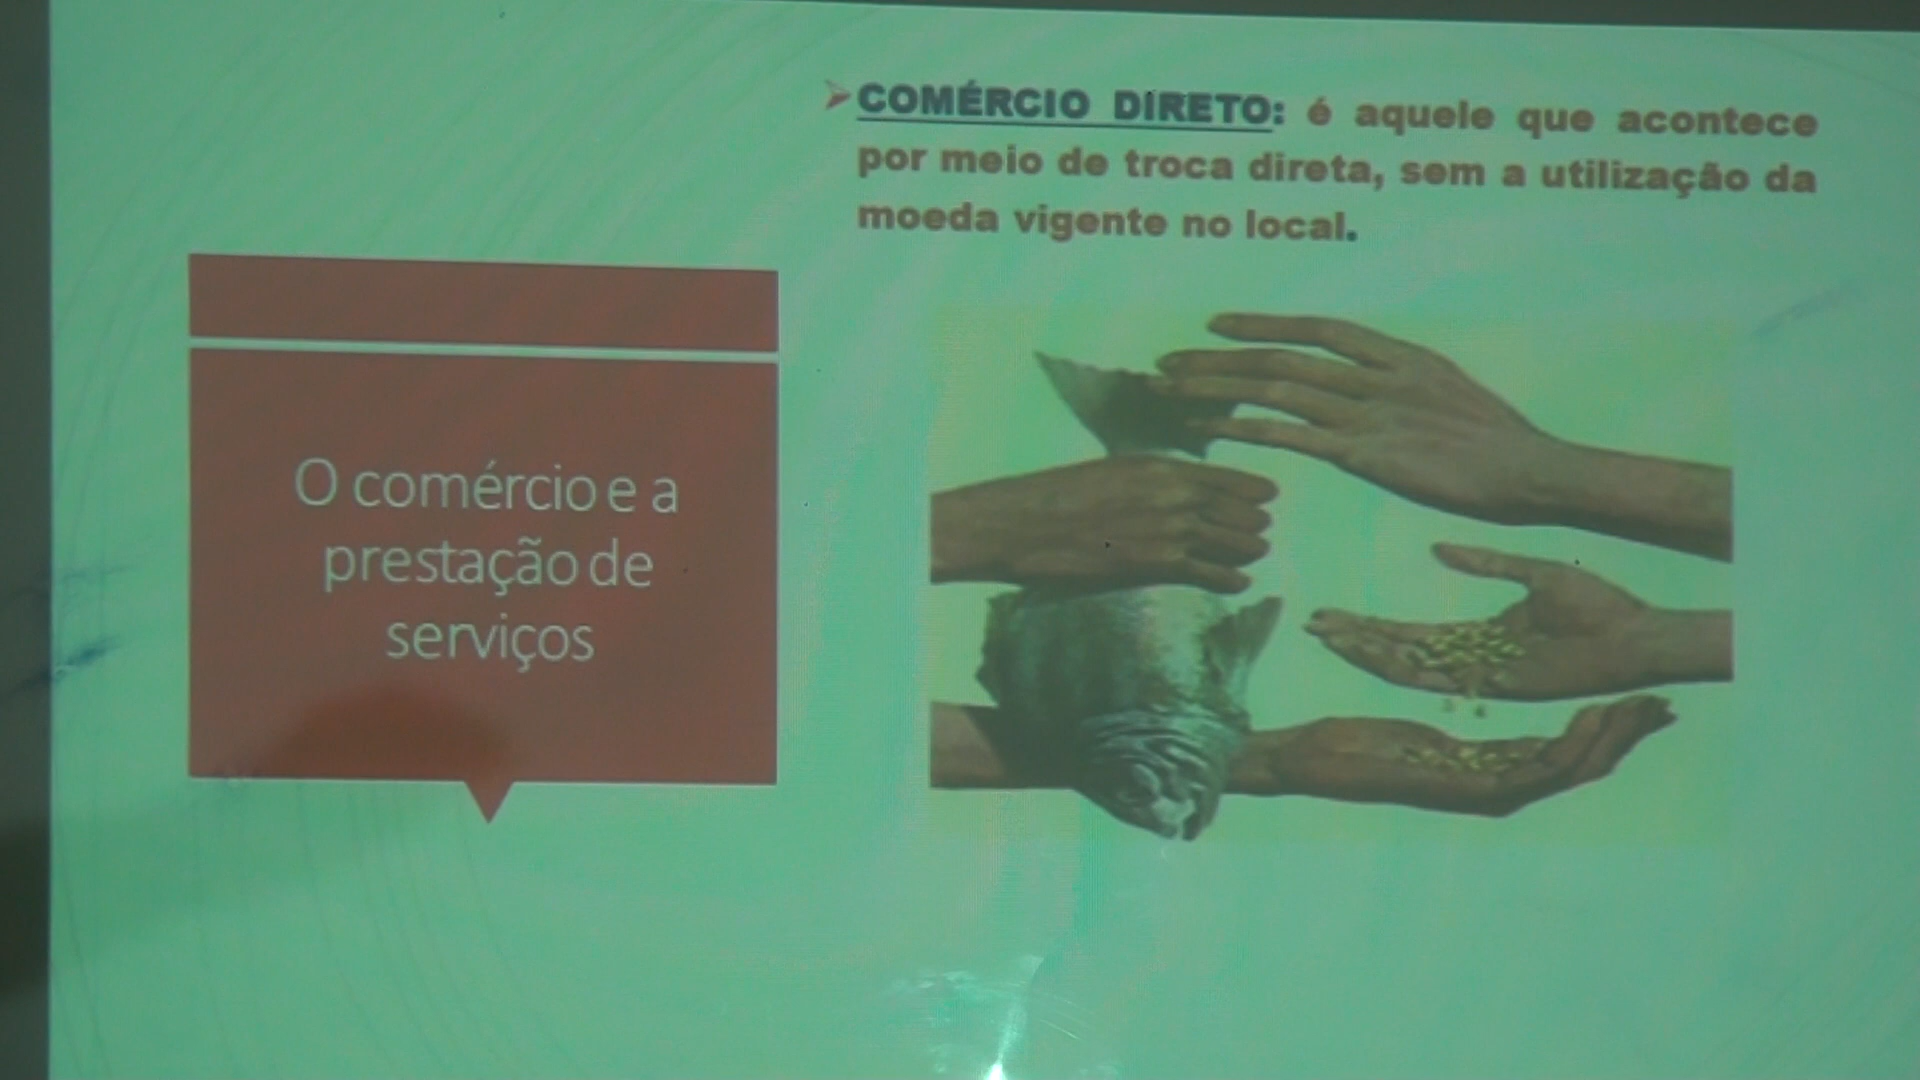 COMÉRCIO DIRETO: é aquele que acontece
por meio de troca direta, sem a utilização da
moeda vigente no local.
O comércio e a
prestação de
serviços